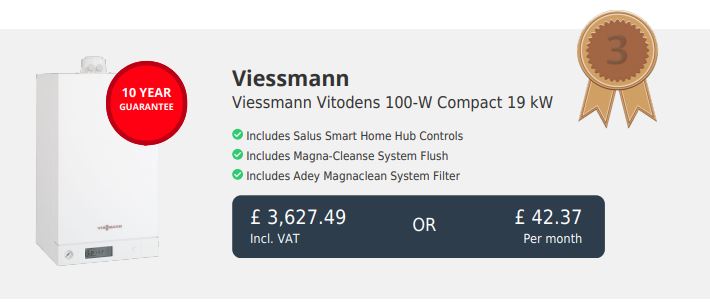 3
Viessmann
Viessmann Vitodens 100-W Compact 19 kW
10 YEAR
GUARANTEE
Includes Salus Smart Home Hub Controls
Includes Magna-Cleanse System Flush
Includes Adey Magnaclean System Filter
£ 3,627.49
Incl. VAT
OR
£ 42.37
Per month
VIESMANN